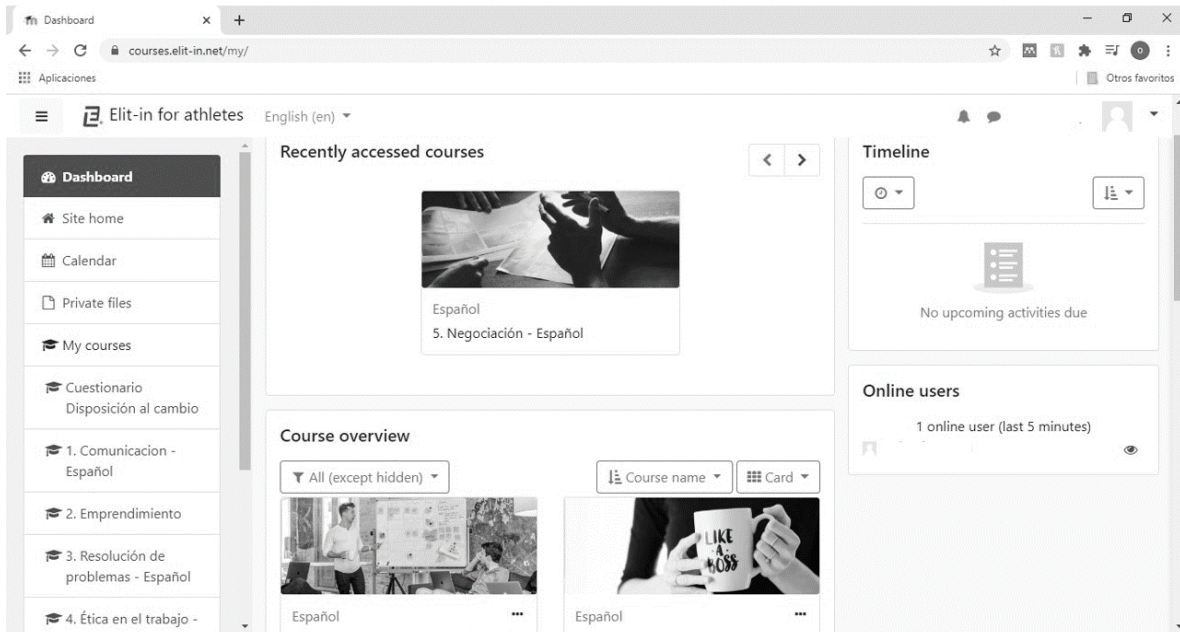 Dashboard
courses.elit-in.net/my/
Aplicaciones
Otros favoritos
Elit-in for athletes
English (en)
Dashboard
Site home
Calendar
Private files
My courses
Cuestionario
Disposición al cambio
1. Comunicacion -
Español
2. Emprendimiento
3. Resolución de
problemas - Español
4. Ética en el trabajo -
Recently accessed courses
Español
5. Negociación - Español
Course overview
All (except hidden)
Course name
Card
LIKE
·A·
BOSS
Español
Español
Timeline
No upcoming activities due
Online users
1 online user (last 5 minutes)